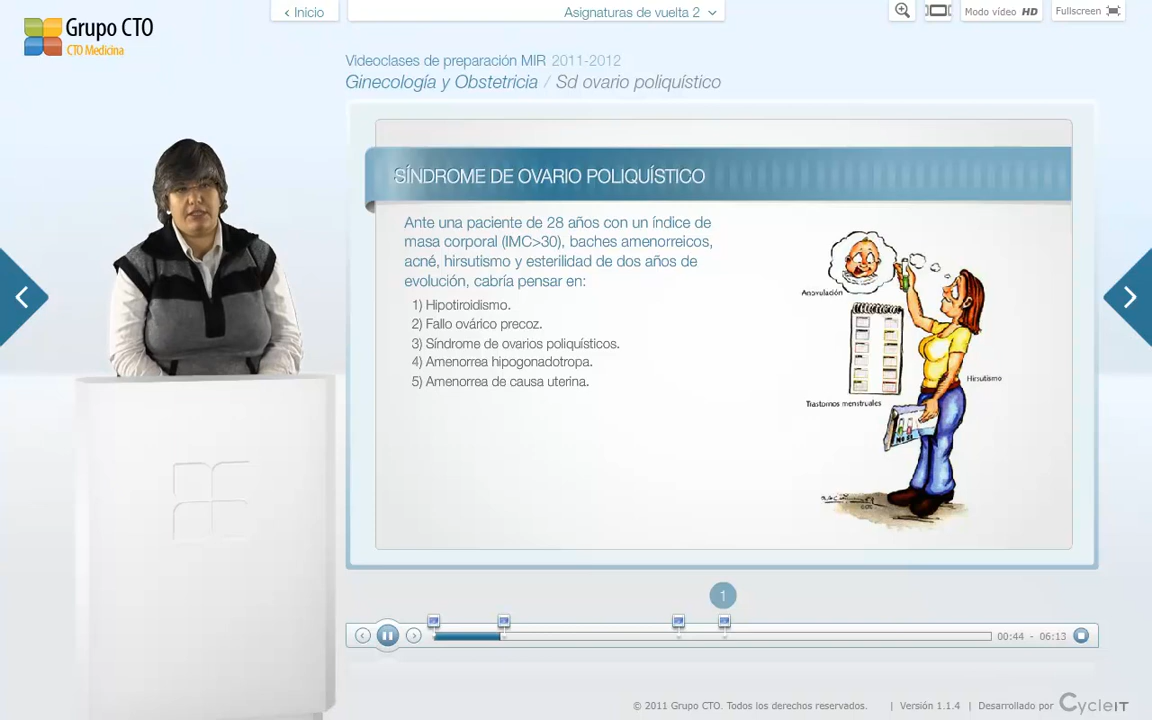 Grupo CTO
CTO Medicina
‹ Inicio
Asignaturas de vuelta 2
Modo vídeo HD
Fullscreen
Videoclases de preparación MIR 2011-2012
Ginecología y Obstetricia / Sd ovario poliquístico
SÍNDROME DE OVARIO POLIQUÍSTICO
Ante una paciente de 28 años con un índice de
masa corporal (IMC>30), baches amenorreicos,
acné, hirsutismo y esterilidad de dos años de
evolución, cabría pensar en:
1) Hipotiroidismo.
2) Fallo ovárico precoz.
3) Síndrome de ovarios poliquísticos.
4) Amenorrea hipogonadotropa.
5) Amenorrea de causa uterina.
Anovulación
Trastornos menstruales
Hirsutismo
1
00:44 - 06:13
© 2011 Grupo CTO. Todos los derechos reservados. | Versión 1.1.4 | Desarrollado por CycleIT